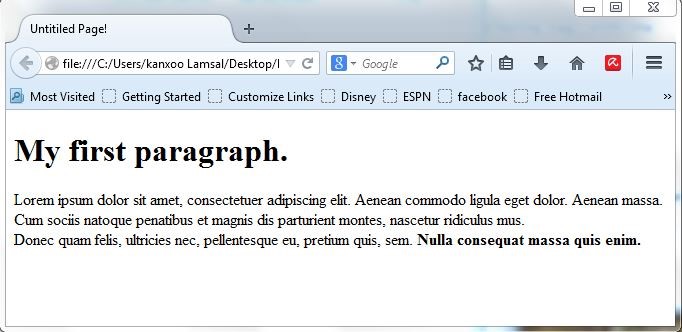 Untitiled Page!
file:///C:/Users/kanxoo Lamsal/Desktop/
Google
Most Visited Getting Started Customize Links Disney ESPN facebook Free Hotmail
My first paragraph.
Lorem ipsum dolor sit amet, consectetuer adipiscing elit. Aenean commodo ligula eget dolor. Aenean massa.
Cum sociis natoque penatibus et magnis dis parturient montes, nascetur ridiculus mus.
Donec quam felis, ultricies nec, pellentesque eu, pretium quis, sem. Nulla consequat massa quis enim.